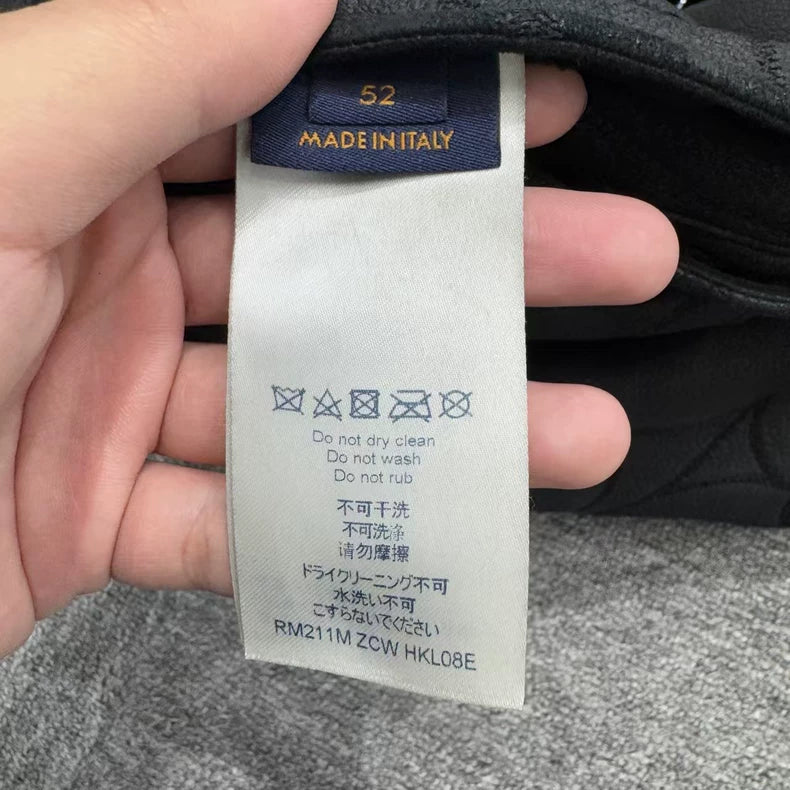 52
MADE IN ITALY
Do not dry clean
Do not wash
Do not rub
不可干洗
不可洗涤
请勿摩擦
ドライクリーニング不可
水洗い不可
こすらないでください
RM211M ZCW HKL08E